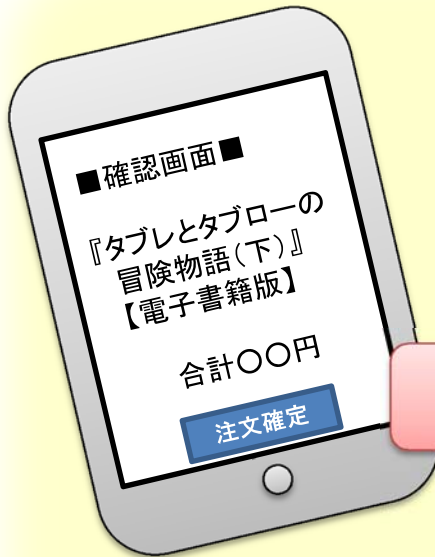 ■確認画面■
『タブレとタブローの
冒険物語(下)』
【電子書籍版】
合計〇〇円
注文確定